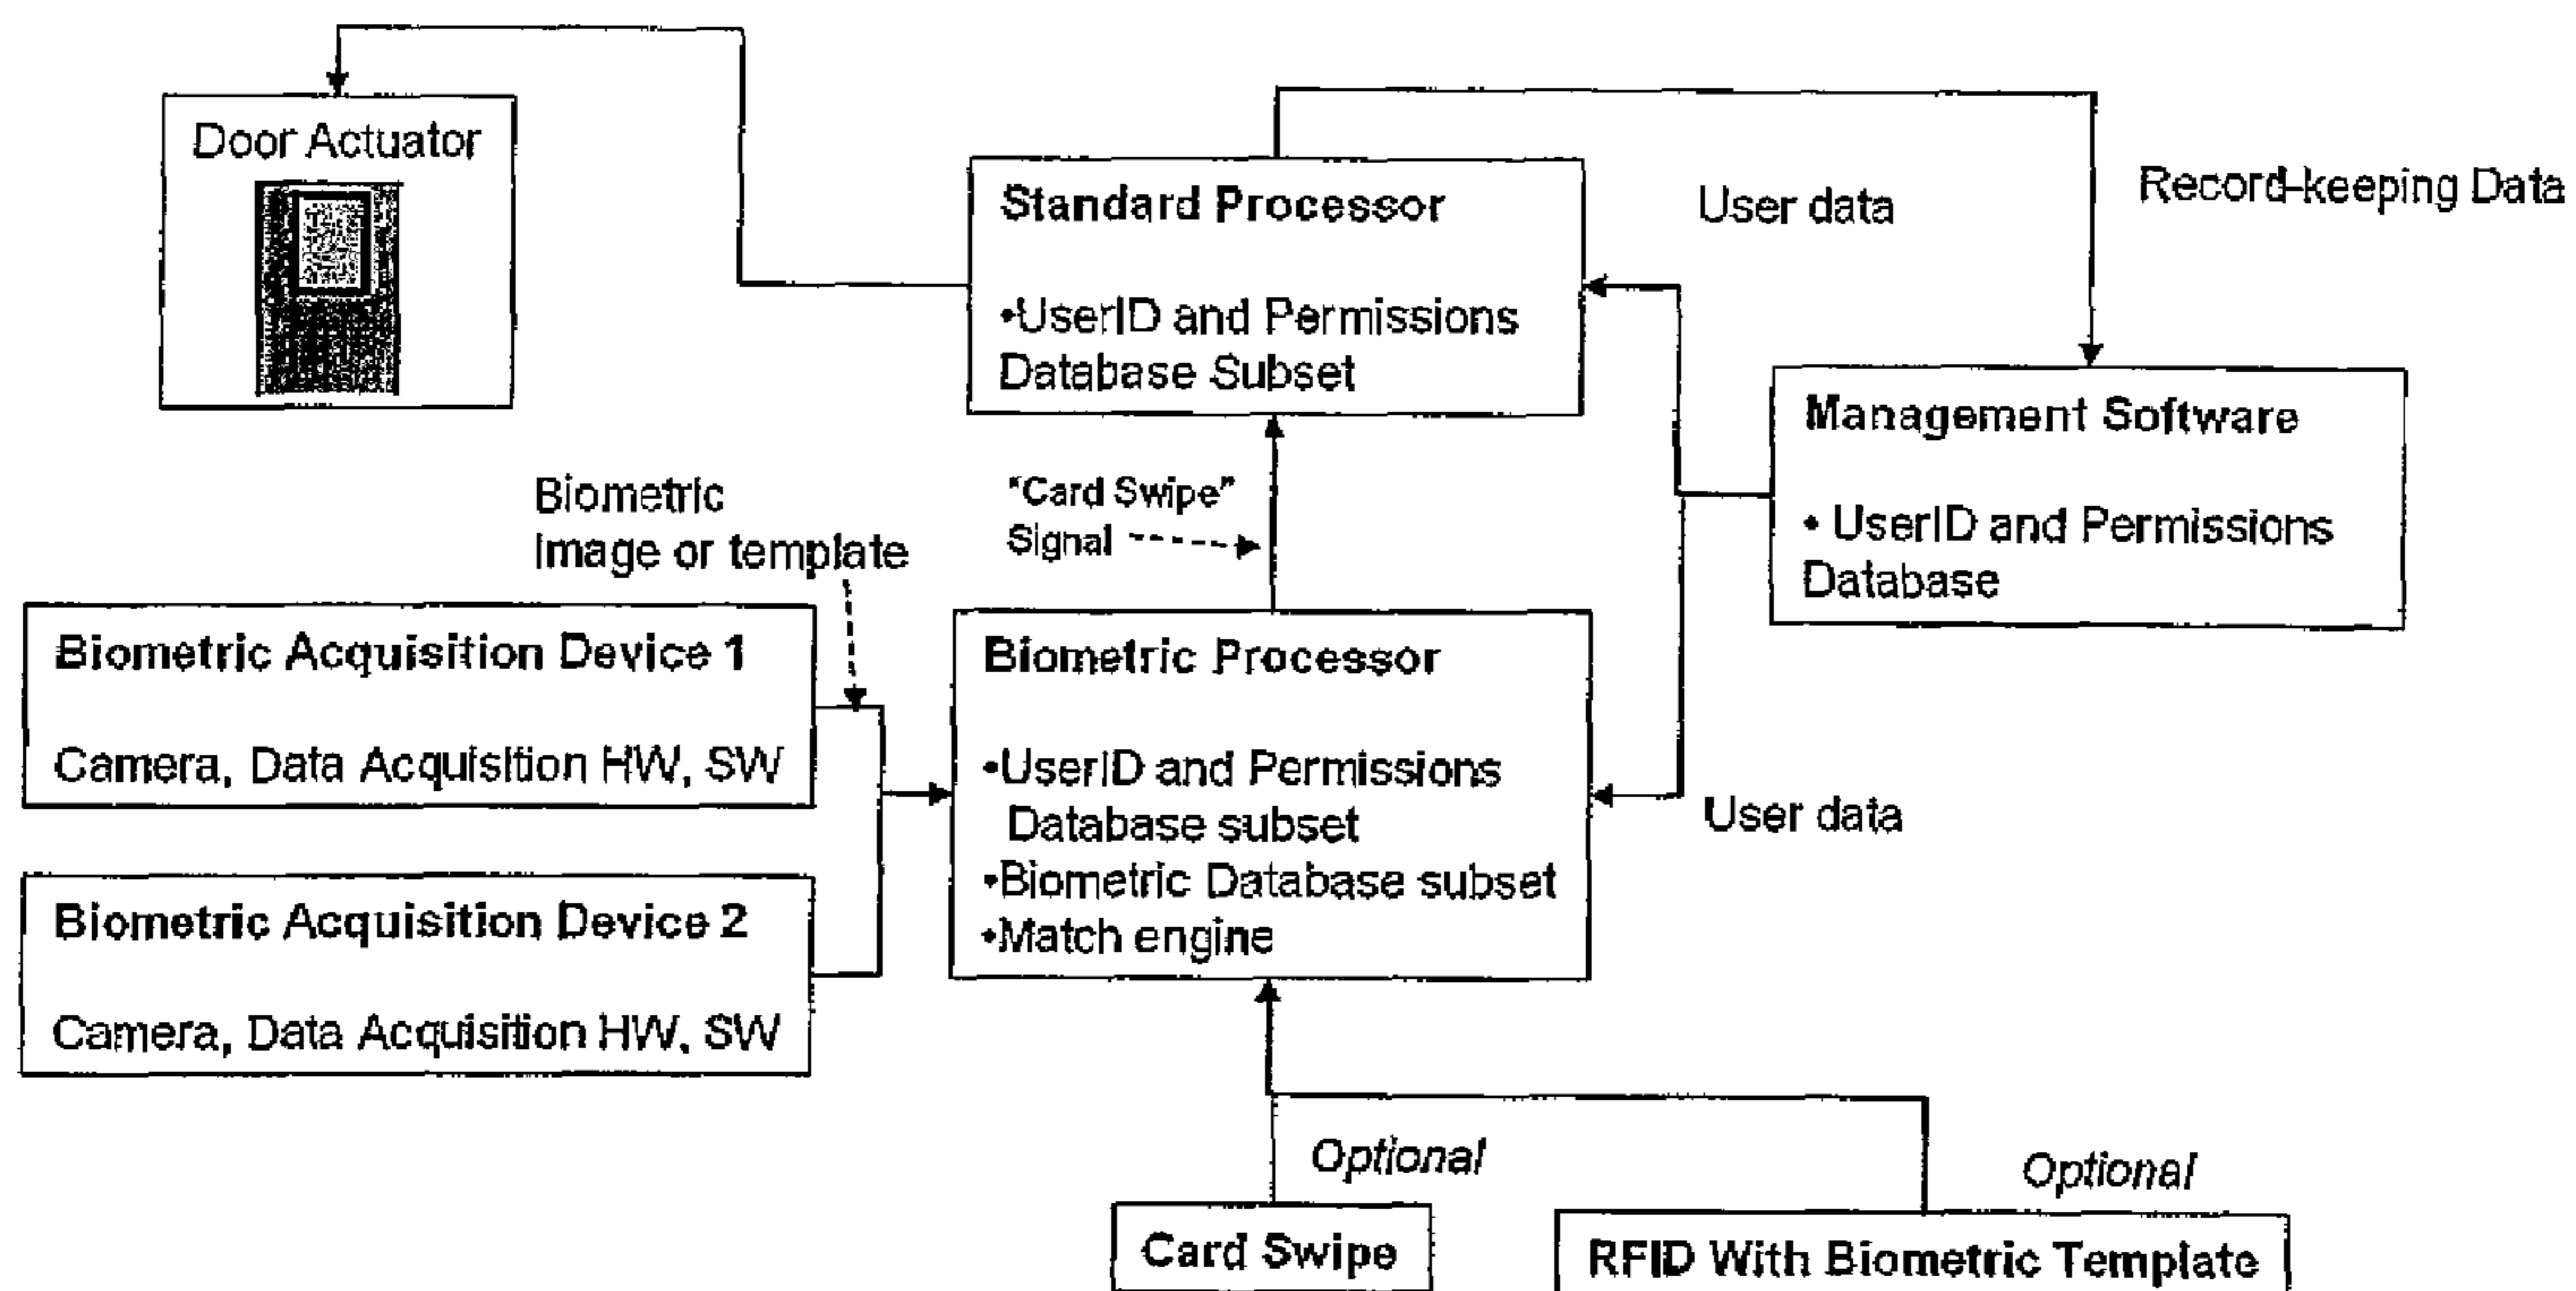 Door Actuator
Standard Processor
•UserID and Permissions
Database Subset
User data
Record-keeping Data
Management Software
• UserID and Permissions
Database
Biometric
Image or template
"Card Swipe"
Signal
Biometric Acquisition Device 1
Camera, Data Acquisition HW, SW
Biometric Processor
•UserID and Permissions
Database subset
•Biometric Database subset
•Match engine
User data
Biometric Acquisition Device 2
Camera, Data Acquisition HW, SW
Optional
Optional
Card Swipe
RFID With Biometric Template